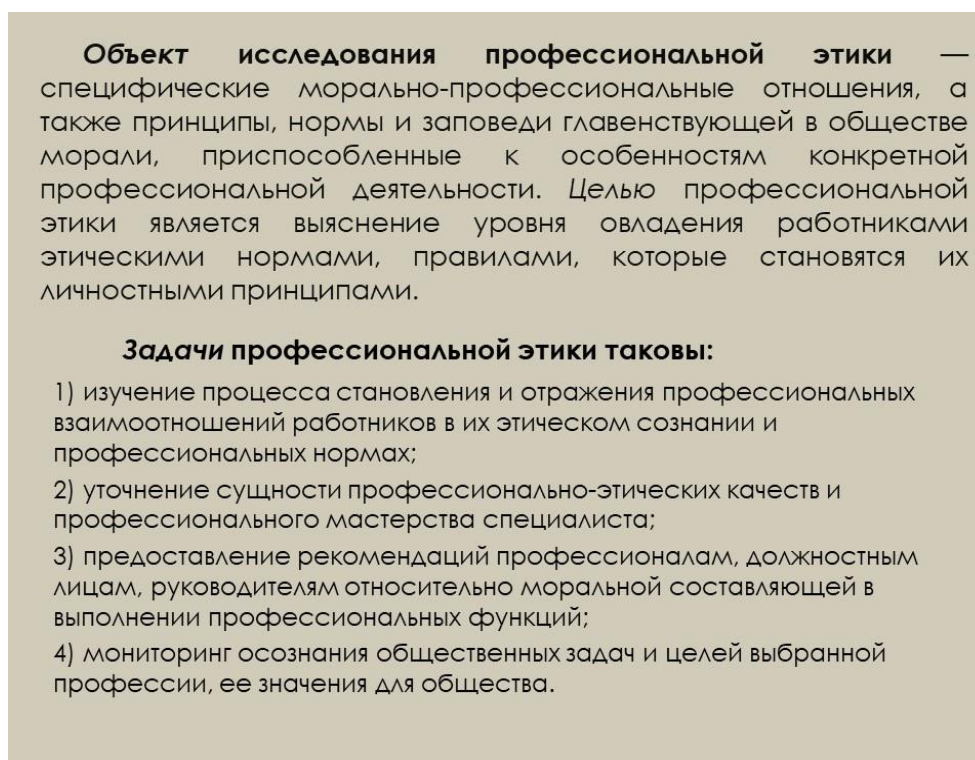 Объект исследования профессиональной этики —
специфические морально-профессиональные отношения, а
также принципы, нормы и заповеди главенствующей в обществе
морали, приспособленные к особенностям конкретной
профессиональной деятельности. Целью профессиональной
этики является выяснение уровня овладения работниками
этическими нормами, правилами, которые становятся их
личностными принципами.
Задачи профессиональной этики таковы:
1) изучение процесса становления и отражения профессиональных
взаимоотношений работников в их этическом сознании и
профессиональных нормах;
2) уточнение сущности профессионально-этических качеств и
профессионального мастерства специалиста;
3) предоставление рекомендаций профессионалам, должностным
лицам, руководителям относительно моральной составляющей в
выполнении профессиональных функций;
4) мониторинг осознания общественных задач и целей выбранной
профессии, ее значения для общества.